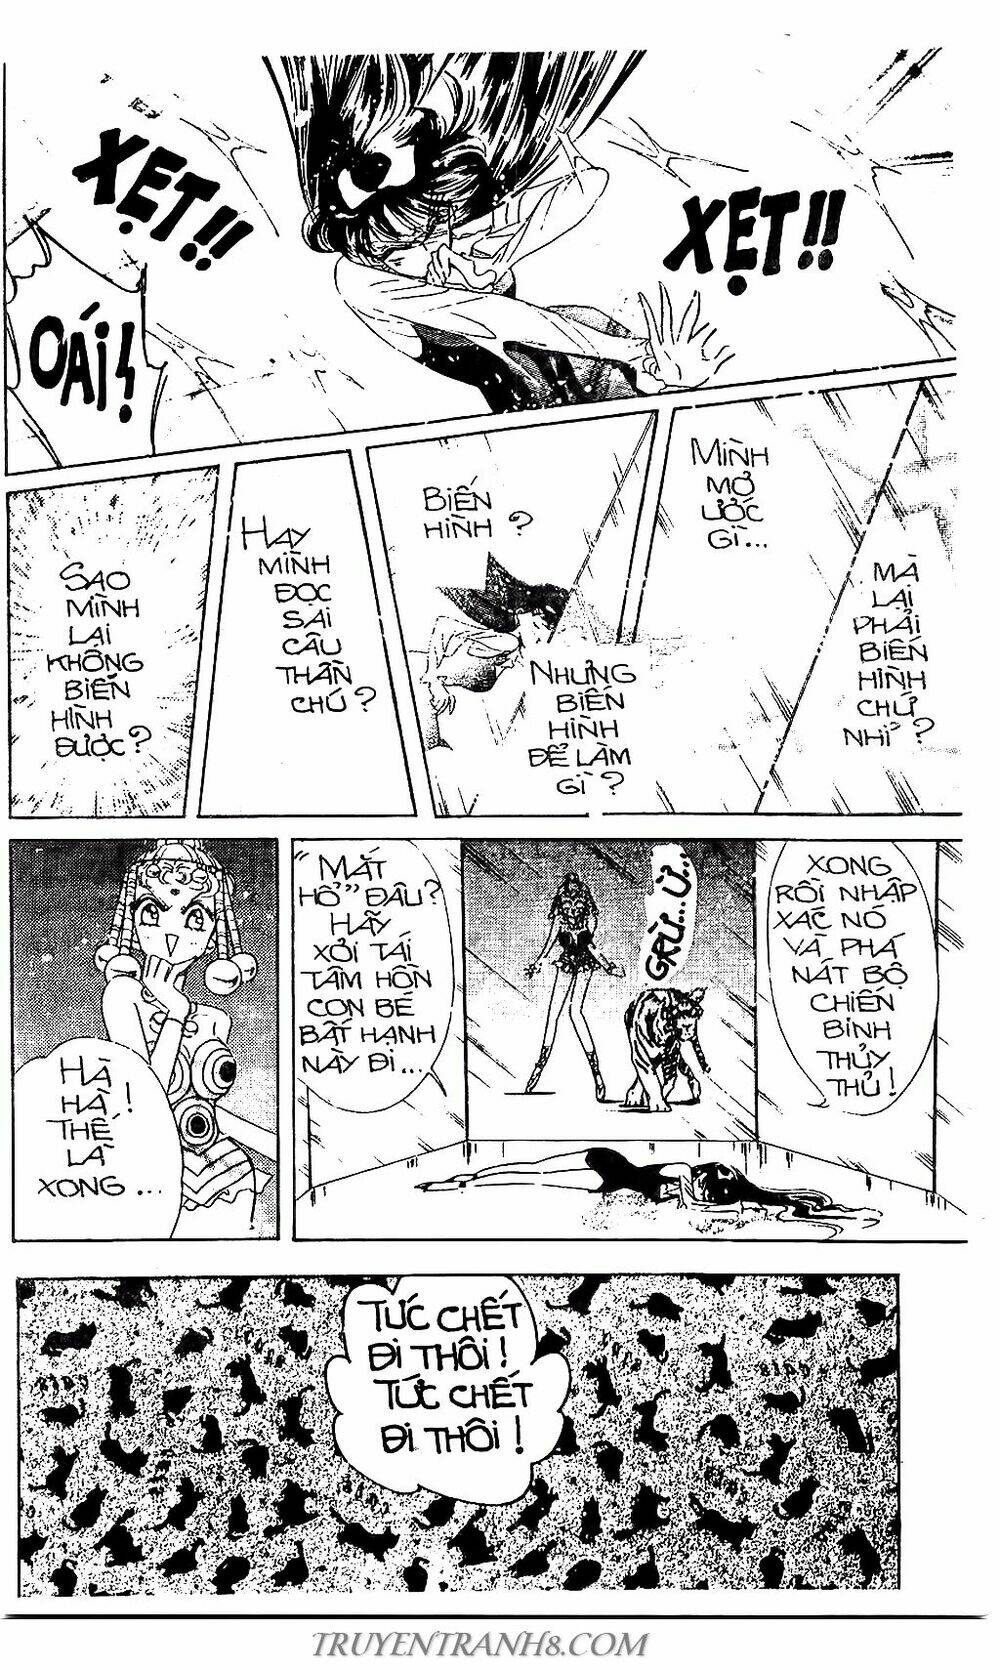 XẸT!!
XẸT!!
OÁI!
SAO
MÌNH
LẠI
KHÔNG
BIẾN
HÌNH
ĐƯỢC?
HAY
MÌNH
ĐỌC
SAI
CÂU
THẦN
CHÚ?
BIẾN
HÌNH?
NHƯNG
BIẾN
HÌNH
ĐỂ LÀM
GÌ?
MÌNH
MƠ
ƯỚC
GÌ...
MÀ
LẠI
PHẢI
BIẾN
HÌNH
CHỨ
NHỈ?
HÀ
HÀ!
THẾ
LÀ
XONG...
"MẮT
HỔ" ĐÂU?
HÃY
XỚI TÁI
TÂM HỒN
CON BÉ
BẤT HẠNH
NÀY ĐI...
GRỪ...Ừ...
XONG
RỒI NHẬP
XÁC NÓ
VÀ PHÁ
NÁT BỘ
CHIẾN
BINH
THỦY
THỦ!
TỨC CHẾT
ĐI THÔI!
TỨC CHẾT
ĐI THÔI!
TRUYENTRANH8.COM